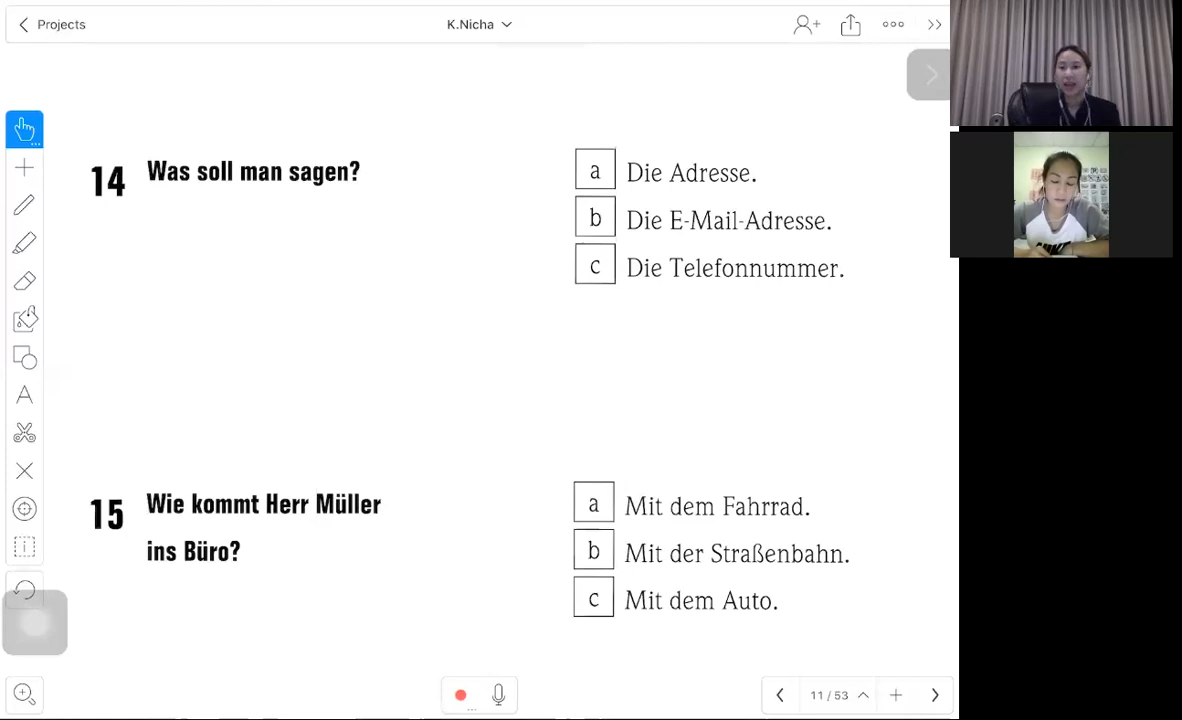 Projects
K.Nicha
14 Was soll man sagen?
a Die Adresse.
b Die E-Mail-Adresse.
c Die Telefonnummer.
15 Wie kommt Herr Müller
ins Büro?
a Mit dem Fahrrad.
b Mit der Straßenbahn.
c Mit dem Auto.
11 / 53